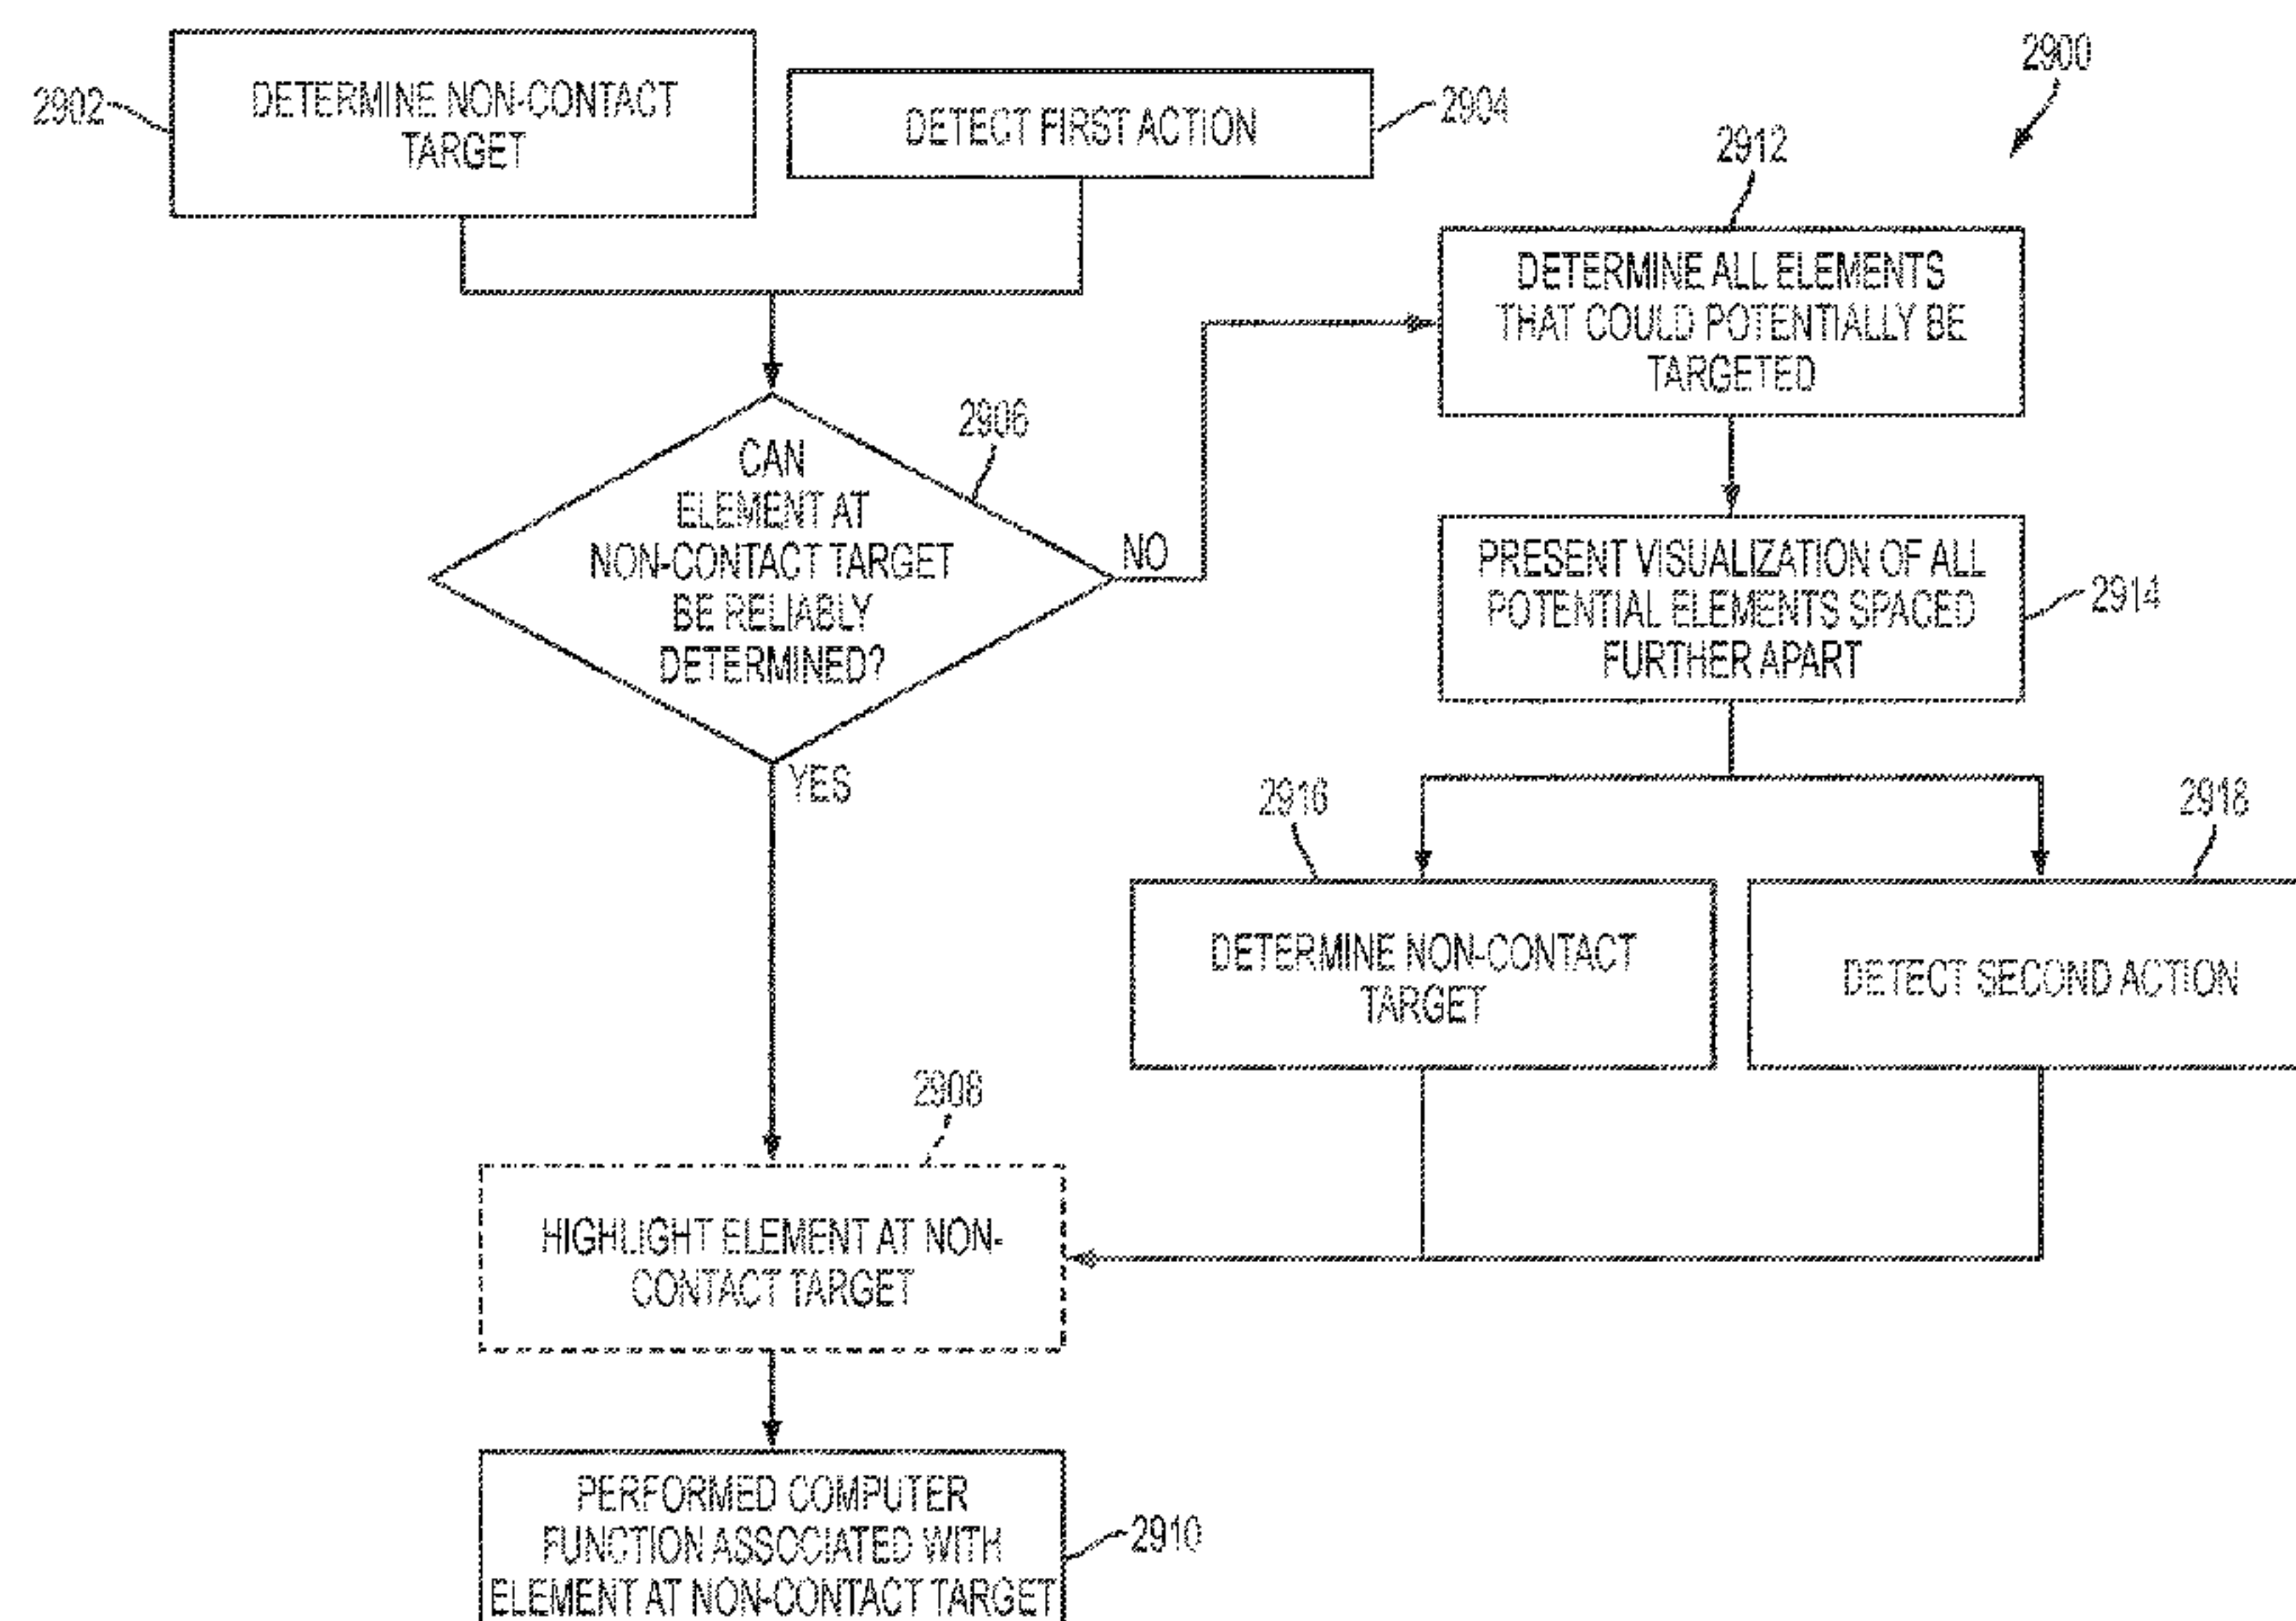 2900
2902
DETERMINE NON-CONTACT
TARGET
DETECT FIRST ACTION
2904
2906
CAN
ELEMENT AT
NON-CONTACT TARGET
BE RELIABLY
DETERMINED?
NO
YES
2912
DETERMINE ALL ELEMENTS
THAT COULD POTENTIALLY BE
TARGETED
PRESENT VISUALIZATION OF ALL
POTENTIAL ELEMENTS SPACED
FURTHER APART
2914
2916
DETERMINE NON-CONTACT
TARGET
2918
DETECT SECOND ACTION
2908
HIGHLIGHT ELEMENT AT NON-
CONTACT TARGET
PERFORMED COMPUTER
FUNCTION ASSOCIATED WITH
ELEMENT AT NON-CONTACT TARGET
2910